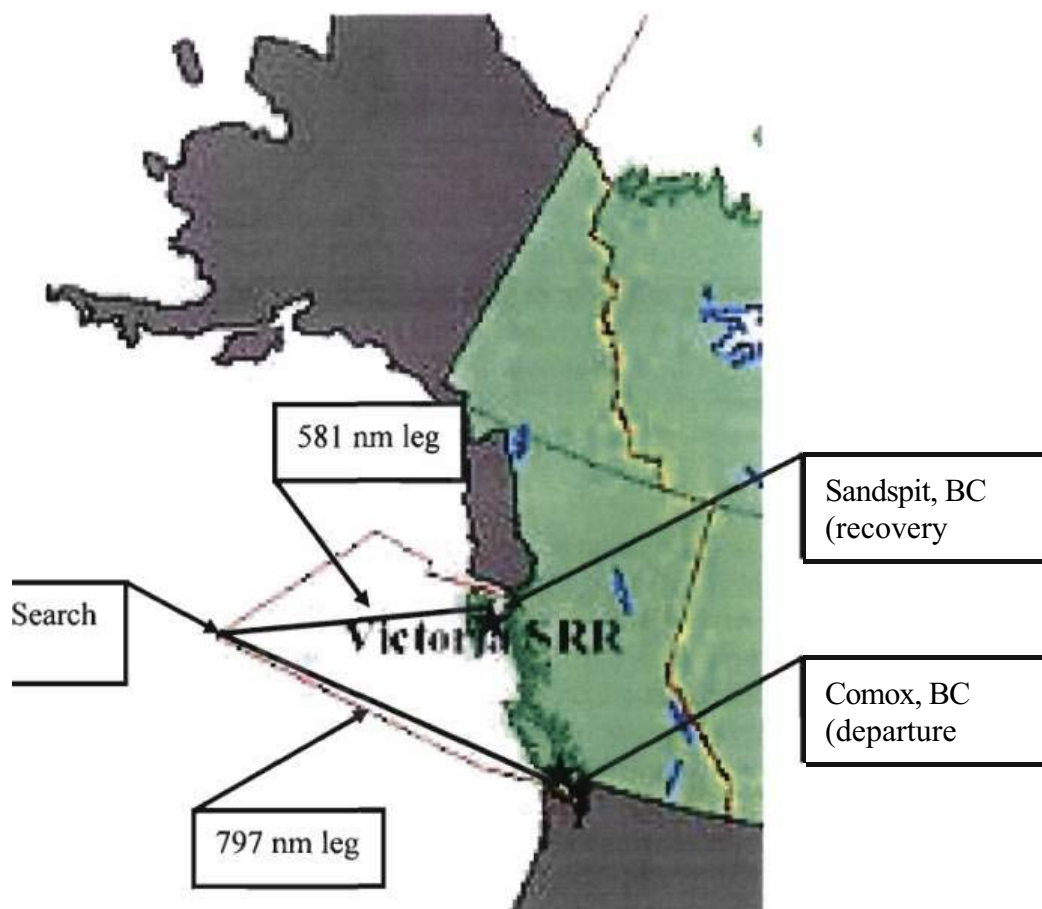 581 nm leg
Sandspit, BC
(recovery
Search
Victoria SRR
Comox, BC
(departure
797 nm leg